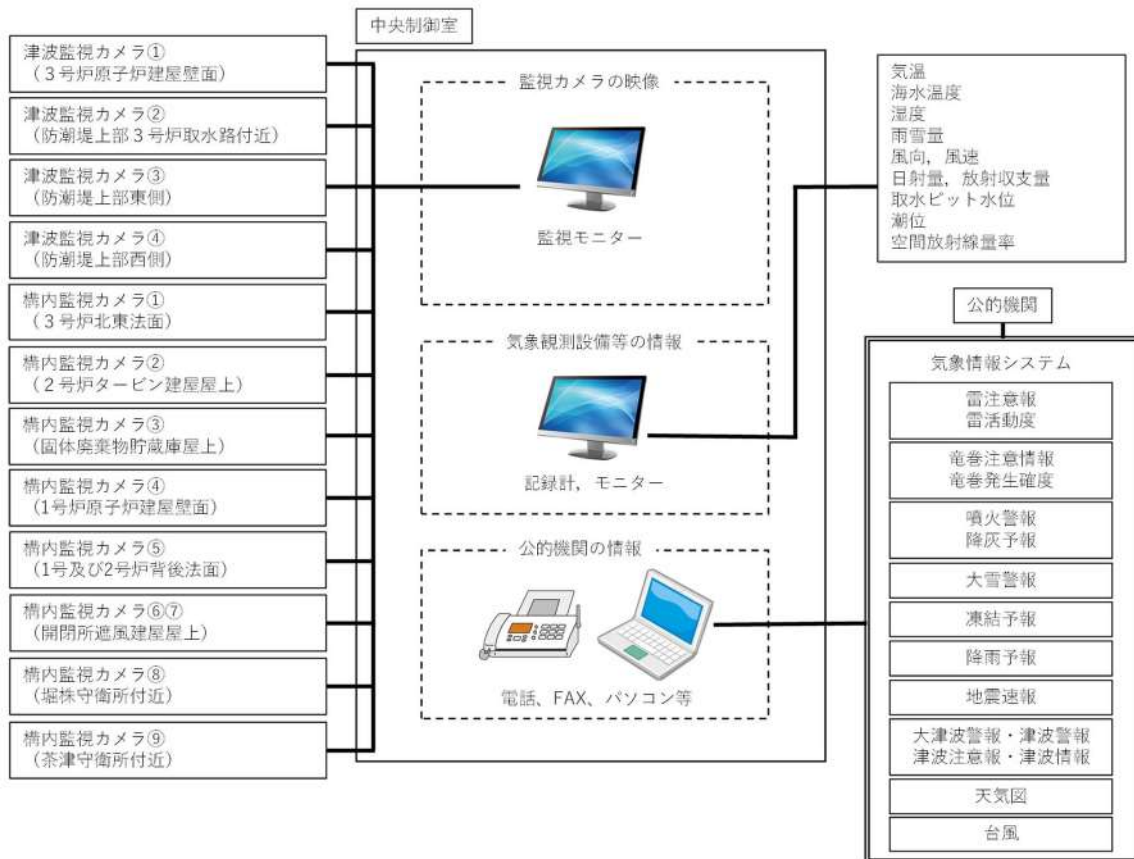 中央制御室
津波監視カメラ①
（３号炉原子炉建屋壁面）
津波監視カメラ②
（防潮堤上部３号炉取水路付近）
津波監視カメラ③
（防潮堤上部東側）
津波監視カメラ④
（防潮堤上部西側）
構内監視カメラ①
（３号炉北東法面）
構内監視カメラ②
（２号炉タービン建屋屋上）
構内監視カメラ③
（固体廃棄物貯蔵庫屋上）
構内監視カメラ④
（1号炉原子炉建屋壁面）
構内監視カメラ⑤
（1号及び2号炉背後法面）
構内監視カメラ⑥⑦
（開閉所遮風建屋屋上）
構内監視カメラ⑧
（堀株守衛所付近）
構内監視カメラ⑨
（茶津守衛所付近）
監視カメラの映像
監視モニター
気象観測設備等の情報
記録計，モニター
公的機関の情報
電話、FAX、パソコン等
気温
海水温度
湿度
雨雪量
風向，風速
日射量，放射収支量
取水ピット水位
潮位
空間放射線量率
公的機関
気象情報システム
雷注意報
雷活動度
竜巻注意情報
竜巻発生確度
噴火警報
降灰予報
大雪警報
凍結予報
降雨予報
地震速報
大津波警報・津波警報
津波注意報・津波情報
天気図
台風